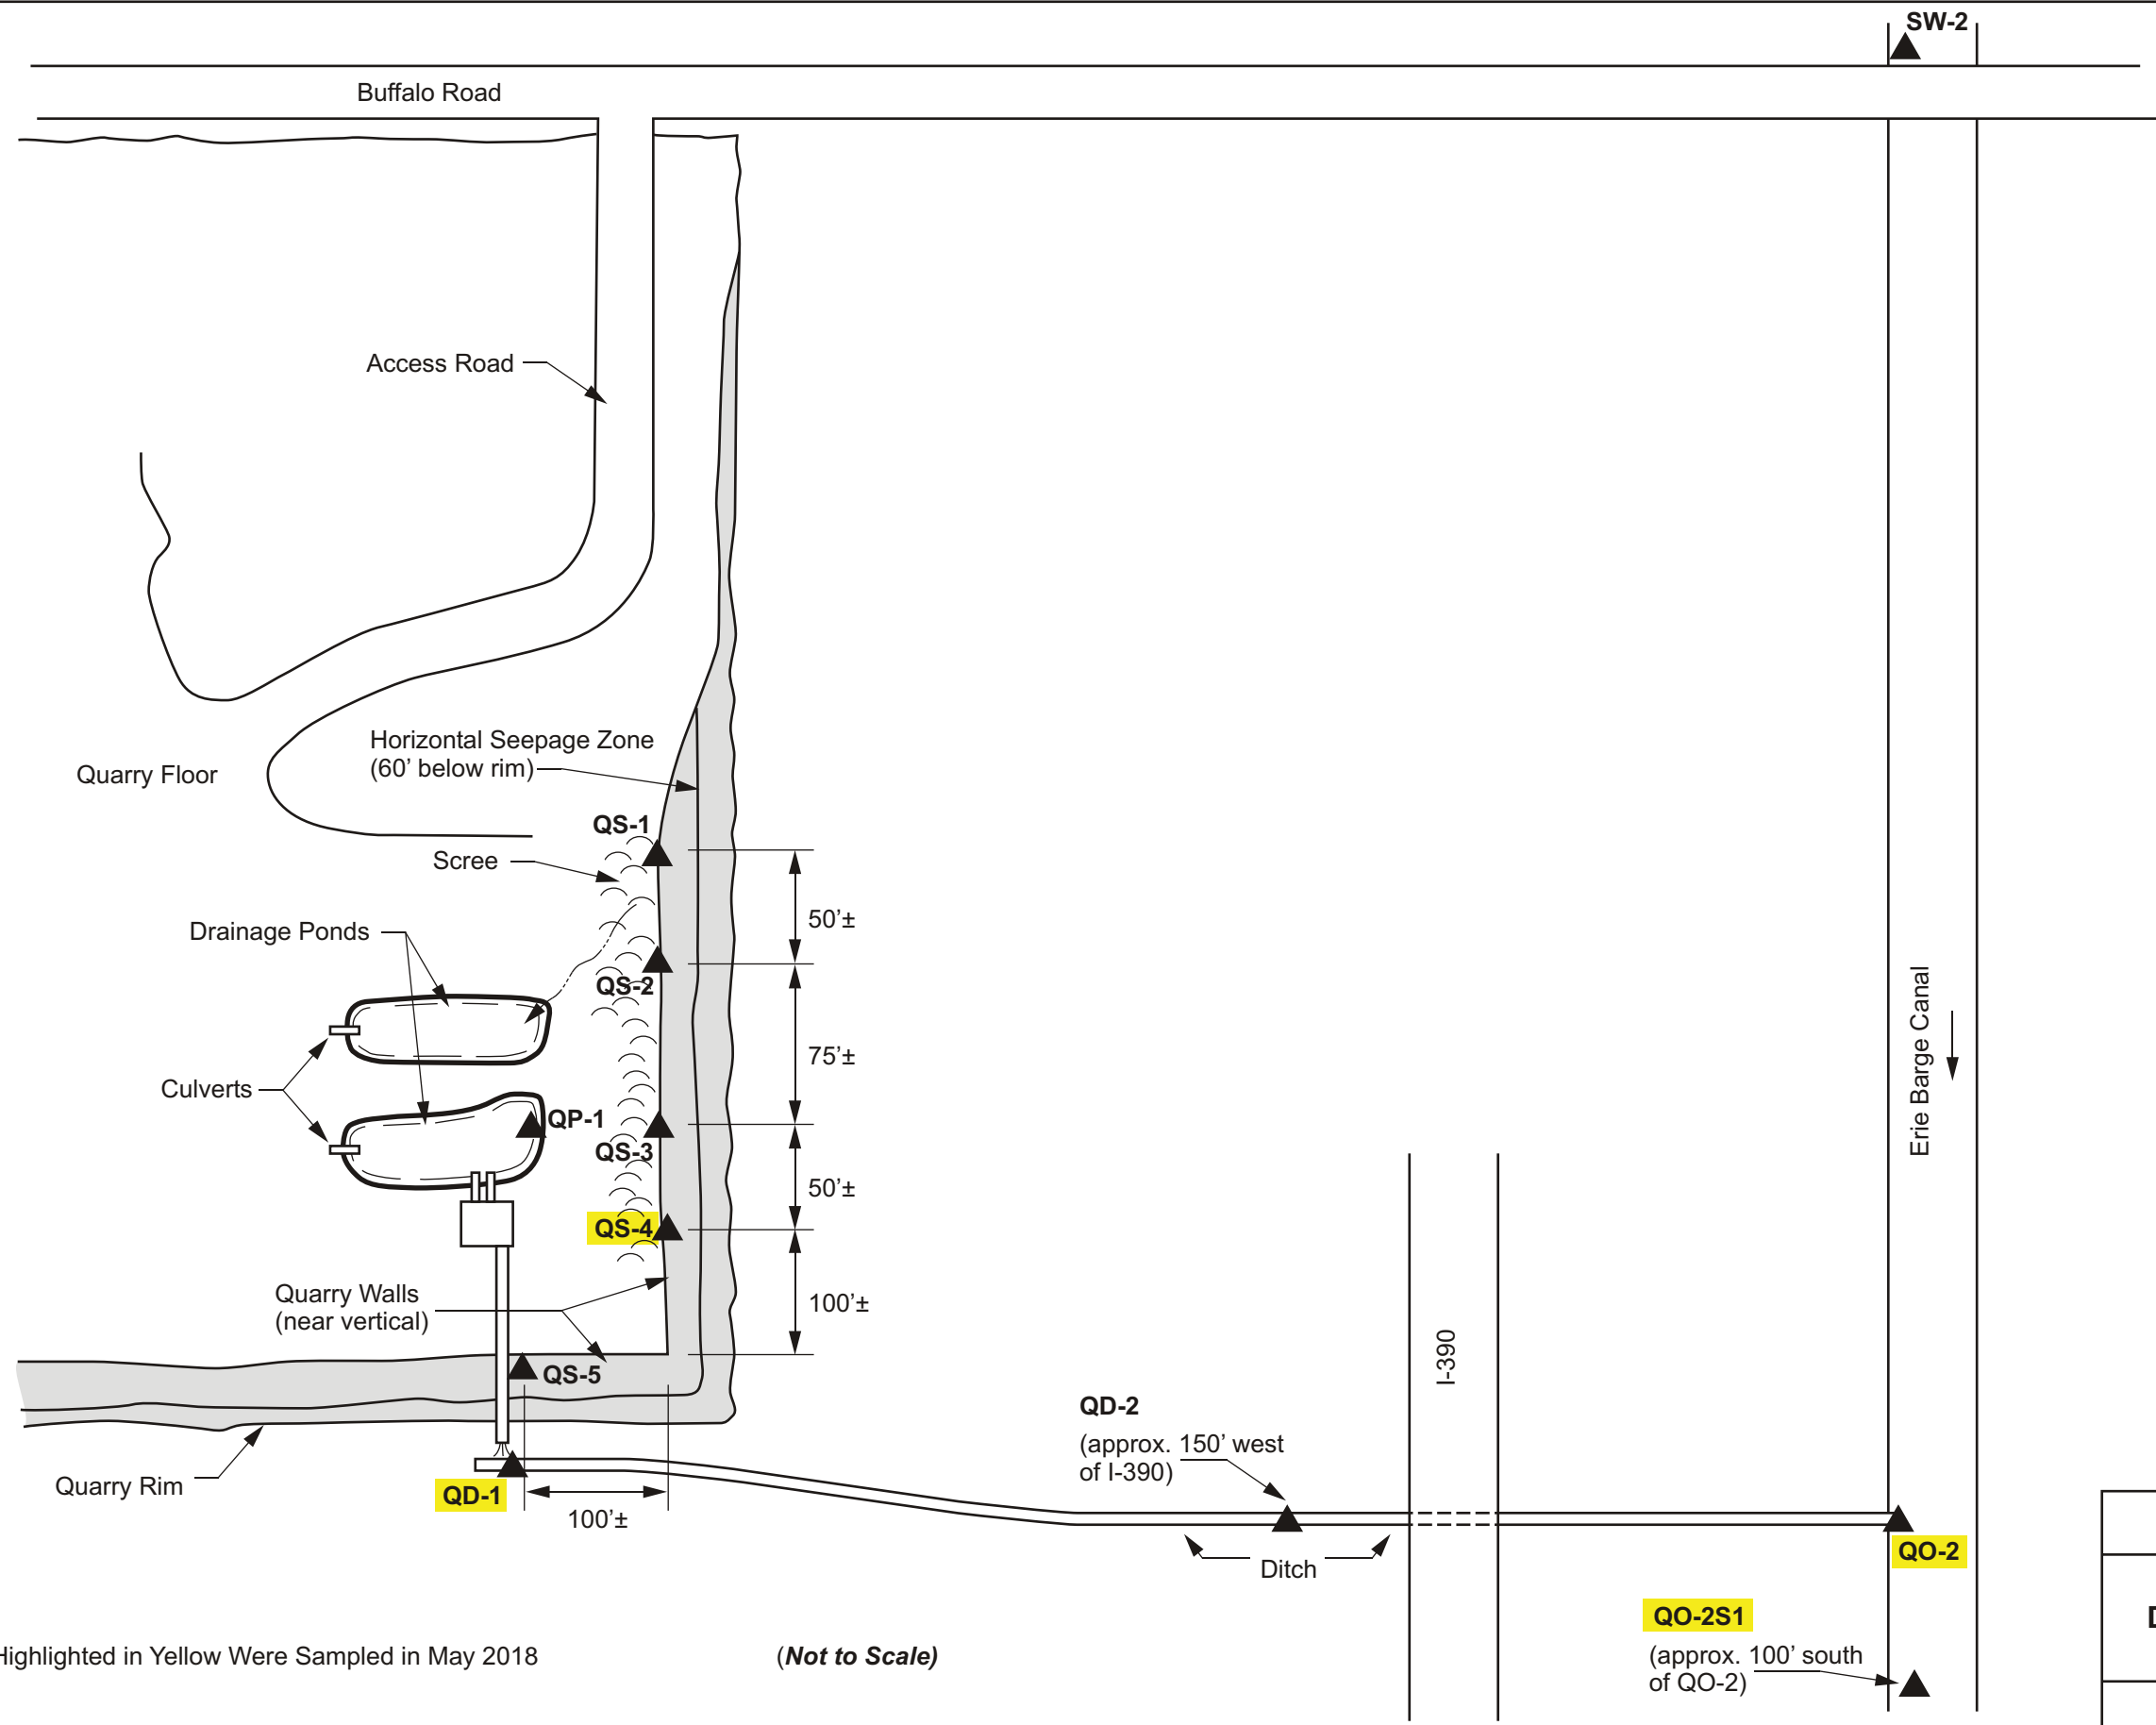 SW-2
Buffalo Road
Access Road
Horizontal Seepage Zone
(60’ below rim)
Quarry Floor
QS-1
Scree
50’±
Drainage Ponds
QS-2
75’±
Erie Barge Canal
Culverts
QP-1
QS-3
50’±
QS-4
Quarry Walls
(near vertical)
100’±
I-390
QS-5
QD-2
(approx. 150’ west
of I-390)
Quarry Rim
QD-1
100’±
Ditch
QO-2
QO-2S1
(approx. 100’ south
of QO-2)
Highlighted in Yellow Were Sampled in May 2018
(Not to Scale)